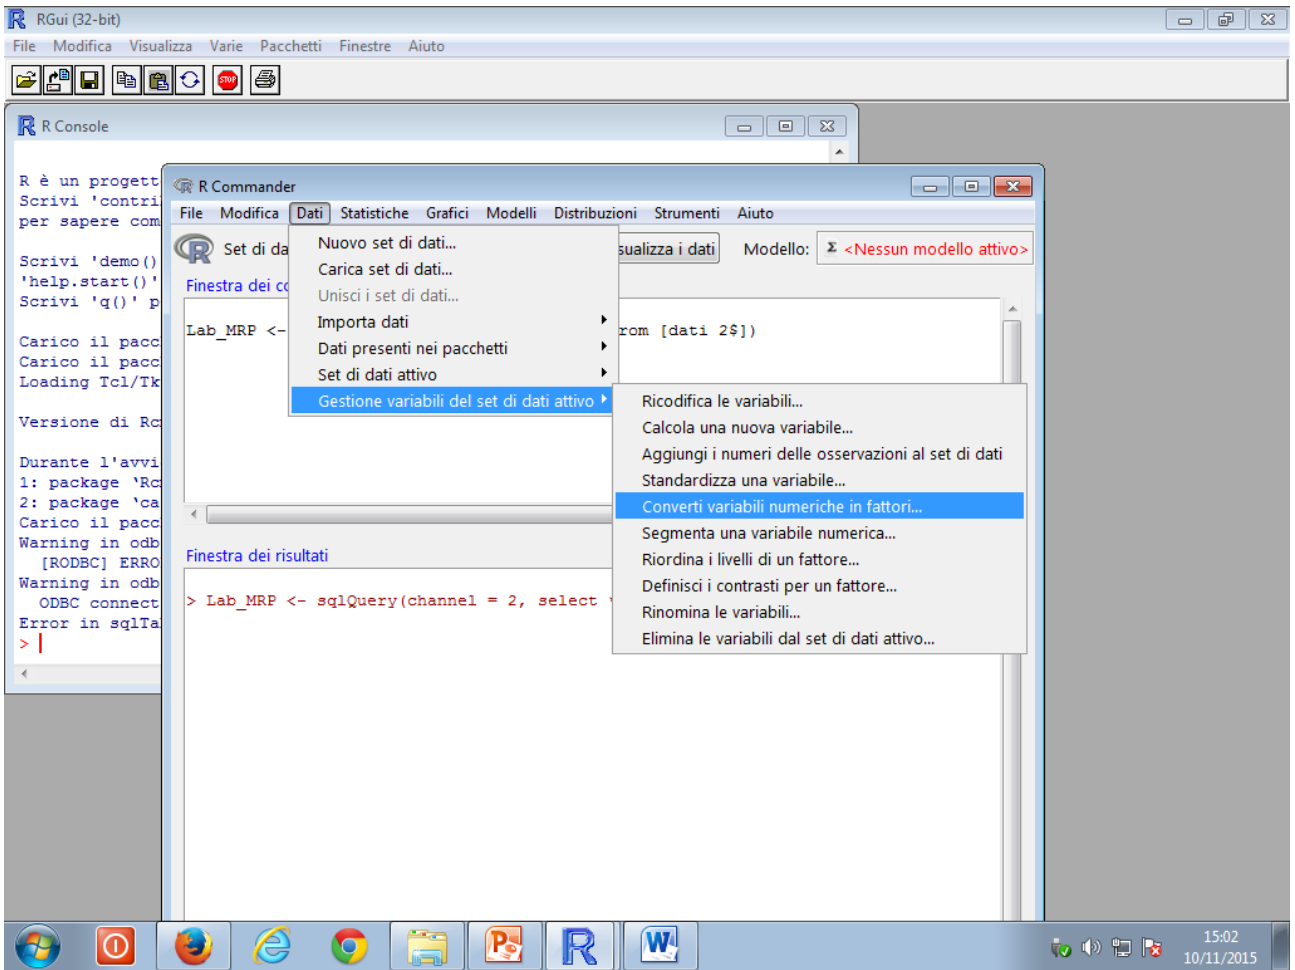 RGui (32-bit)
File Modifica Visualizza Varie Pacchetti Finestre Aiuto
STOP
R Console
R è un progett
Scrivi 'contri
per sapere com
Scrivi 'demo()
'help.start()'
Scrivi 'q()' p
Carico il pacc
Carico il pacc
Loading Tcl/Tk
Versione di Rc
Durante l'avvi
1: package 'Rc
2: package 'ca
Carico il pacc
Warning in odb
[RODBC] ERRO
Warning in odb
ODBC connect
Error in sqlTa
>
R Commander
File Modifica Dati Statistiche Grafici Modelli Distribuzioni Strumenti Aiuto
Set di da
sualizza i dati
Modello:
Σ <Nessun modello attivo>
Finestra dei co
Lab_MRP <-
rom [dati 2$])
Nuovo set di dati...
Carica set di dati...
Unisci i set di dati...
Importa dati
Dati presenti nei pacchetti
Set di dati attivo
Gestione variabili del set di dati attivo
Ricodifica le variabili...
Calcola una nuova variabile...
Aggiungi i numeri delle osservazioni al set di dati
Standardizza una variabile...
Converti variabili numeriche in fattori...
Segmenta una variabile numerica...
Riordina i livelli di un fattore...
Definisci i contrasti per un fattore...
Rinomina le variabili...
Elimina le variabili dal set di dati attivo...
Finestra dei risultati
> Lab_MRP <- sqlQuery(channel = 2, select
15:02
10/11/2015